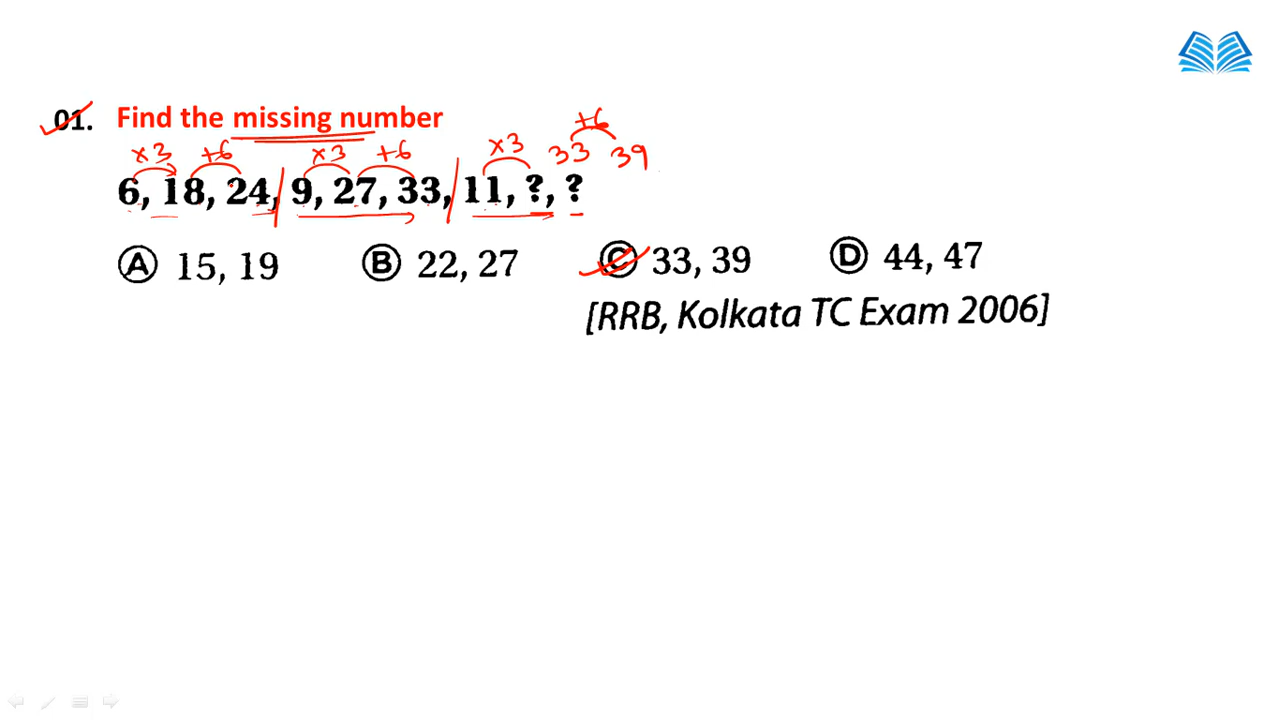 01. Find the missing number
+6
×3 +6 ×3 +6 ×3 33 39
6, 18, 24, 9, 27, 33, 11, ?, ?
A 15, 19 B 22, 27 C 33, 39 D 44, 47
[RRB, Kolkata TC Exam 2006]